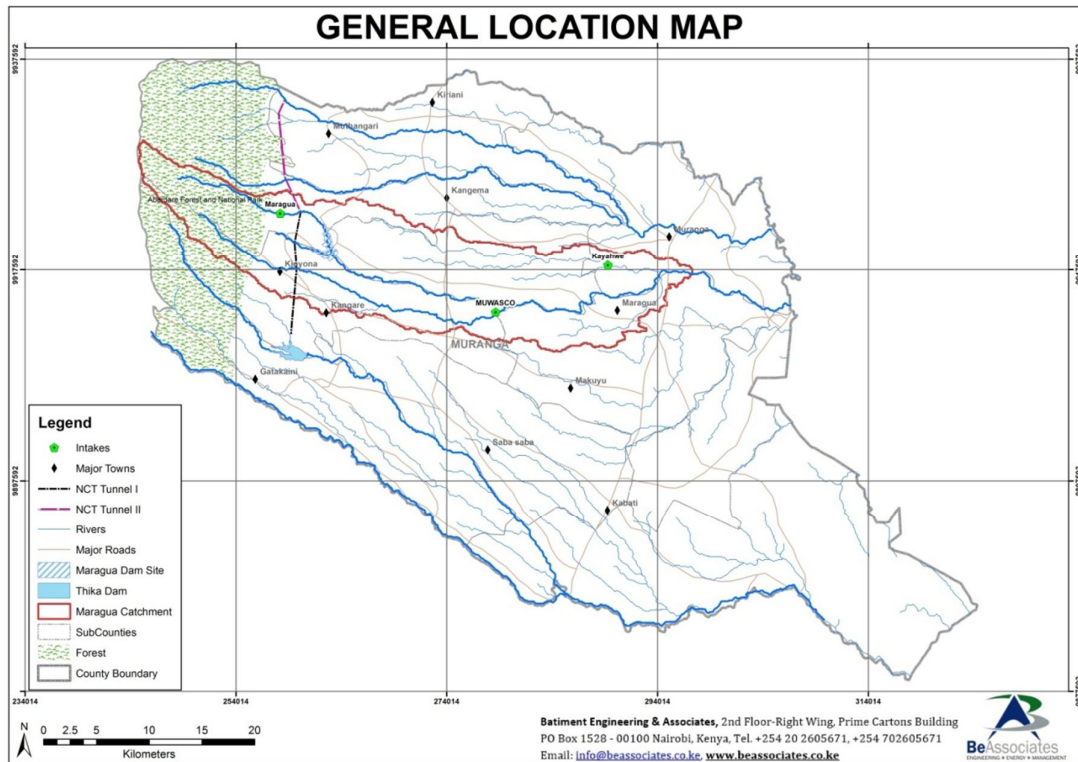 GENERAL LOCATION MAP
9937592
9937592
Kiriani
Muthangari
Aberdare Forest and National Park
Maragua
Kangema
Muranga
Kayahwe
9917592
9917592
Kinyona
Kangare
MUWASCO
Maragua
MURANGA
Gatakaini
Makuyu
Saba saba
Kabati
9897592
9897592
Legend
Intakes
Major Towns
NCT Tunnel I
NCT Tunnel II
Rivers
Major Roads
Maragua Dam Site
Thika Dam
Maragua Catchment
SubCounties
Forest
County Boundary
9877592
234014
254014
274014
294014
314014
N
0 2.5 5 10 15 20
Kilometers
Batiment Engineering & Associates, 2nd Floor-Right Wing, Prime Cartons Building
PO Box 1528 - 00100 Nairobi, Kenya, Tel. +254 20 2605671, +254 702605671
Email: info@beassociates.co.ke, www.beassociates.co.ke
BeAssociates
ENGINEERING ENERGY MANAGEMENT